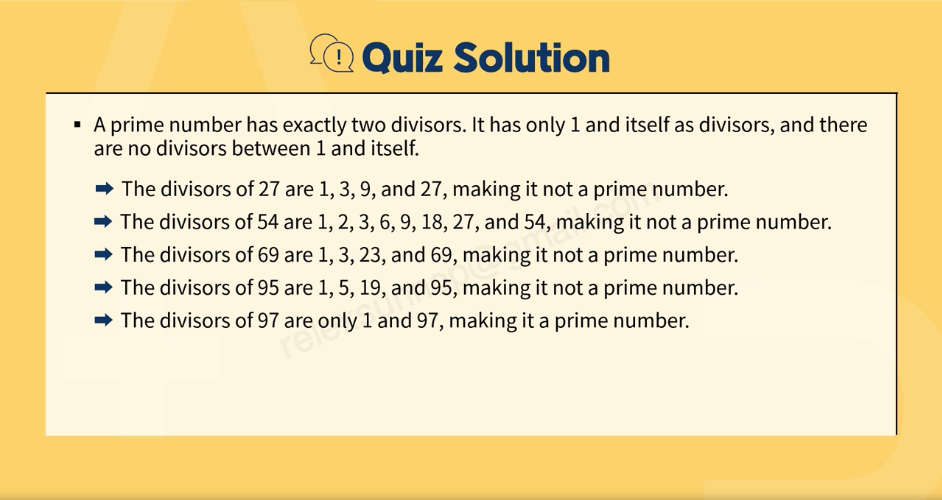 Quiz Solution
▪ A prime number has exactly two divisors. It has only 1 and itself as divisors, and there
are no divisors between 1 and itself.
➡ The divisors of 27 are 1, 3, 9, and 27, making it not a prime number.
➡ The divisors of 54 are 1, 2, 3, 6, 9, 18, 27, and 54, making it not a prime number.
➡ The divisors of 69 are 1, 3, 23, and 69, making it not a prime number.
➡ The divisors of 95 are 1, 5, 19, and 95, making it not a prime number.
➡ The divisors of 97 are only 1 and 97, making it a prime number.